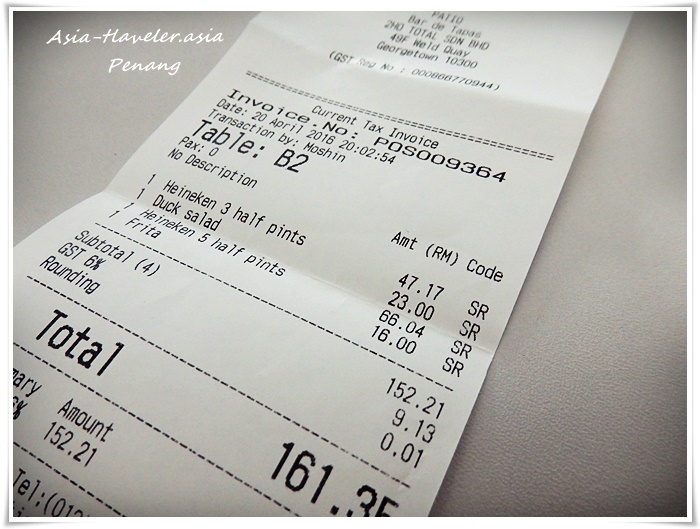 Asia-Traveler.asia
Penang
PATIO
Bar de Tapas
2HO TOTAL SDN BHD
49F Weld Quay
Georgetown 10300
(GST Reg No : 000866770944)
Current Tax Invoice
Invoice.No: POS009364
Date: 20 April 2016 20:02:54
Transaction by: Moshin
Table: B2
Pax: 0
No Description Amt (RM) Code
1 Heineken 3 half pints 47.17 SR
1 Duck salad 23.00 SR
1 Heineken 5 half pints 66.04 SR
1 Frita 16.00 SR
Subtotal (4) 152.21
GST 6% 9.13
Rounding 0.01
Total 161.35
Amount
6% 152.21
Tel:(012